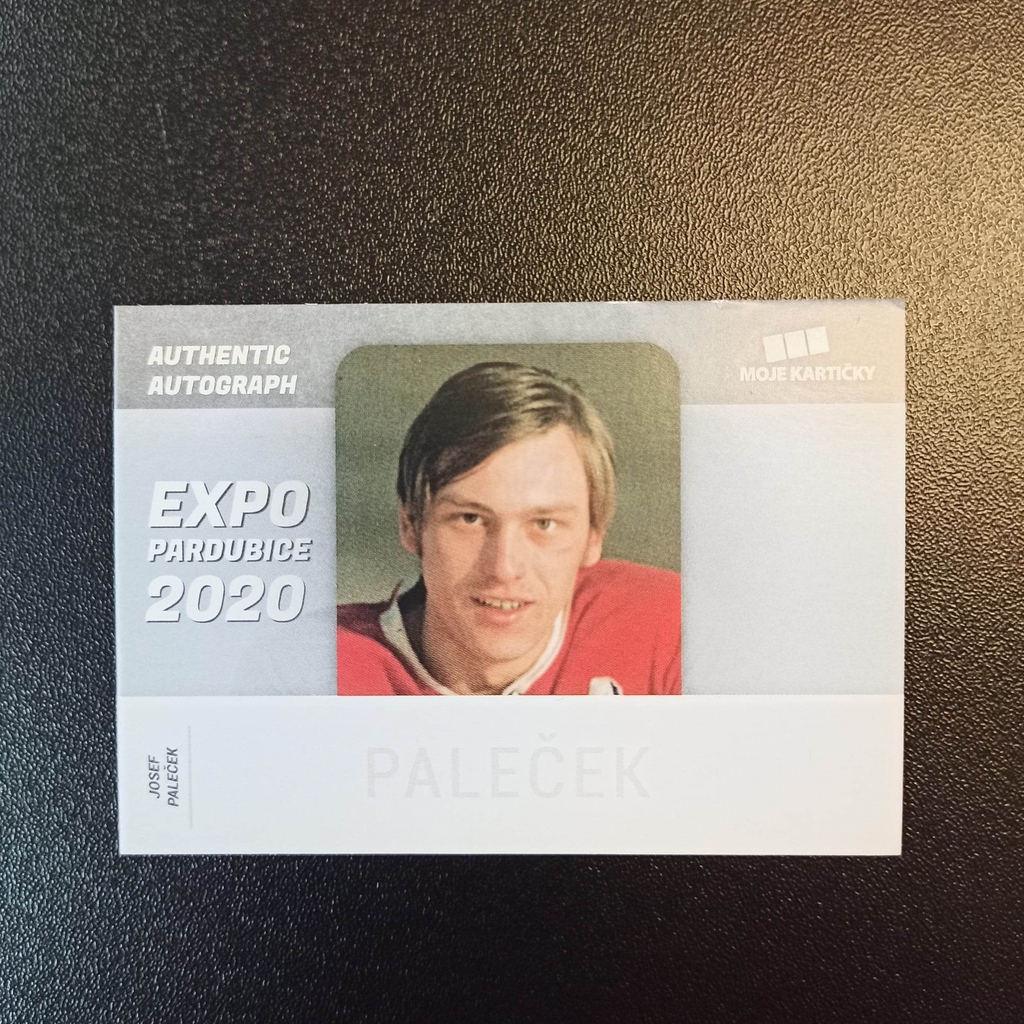 AUTHENTIC
AUTOGRAPH
MOJE KARTIČKY
EXPO
PARDUBICE
2020
JOSEF
PALEČEK
PALEČEK